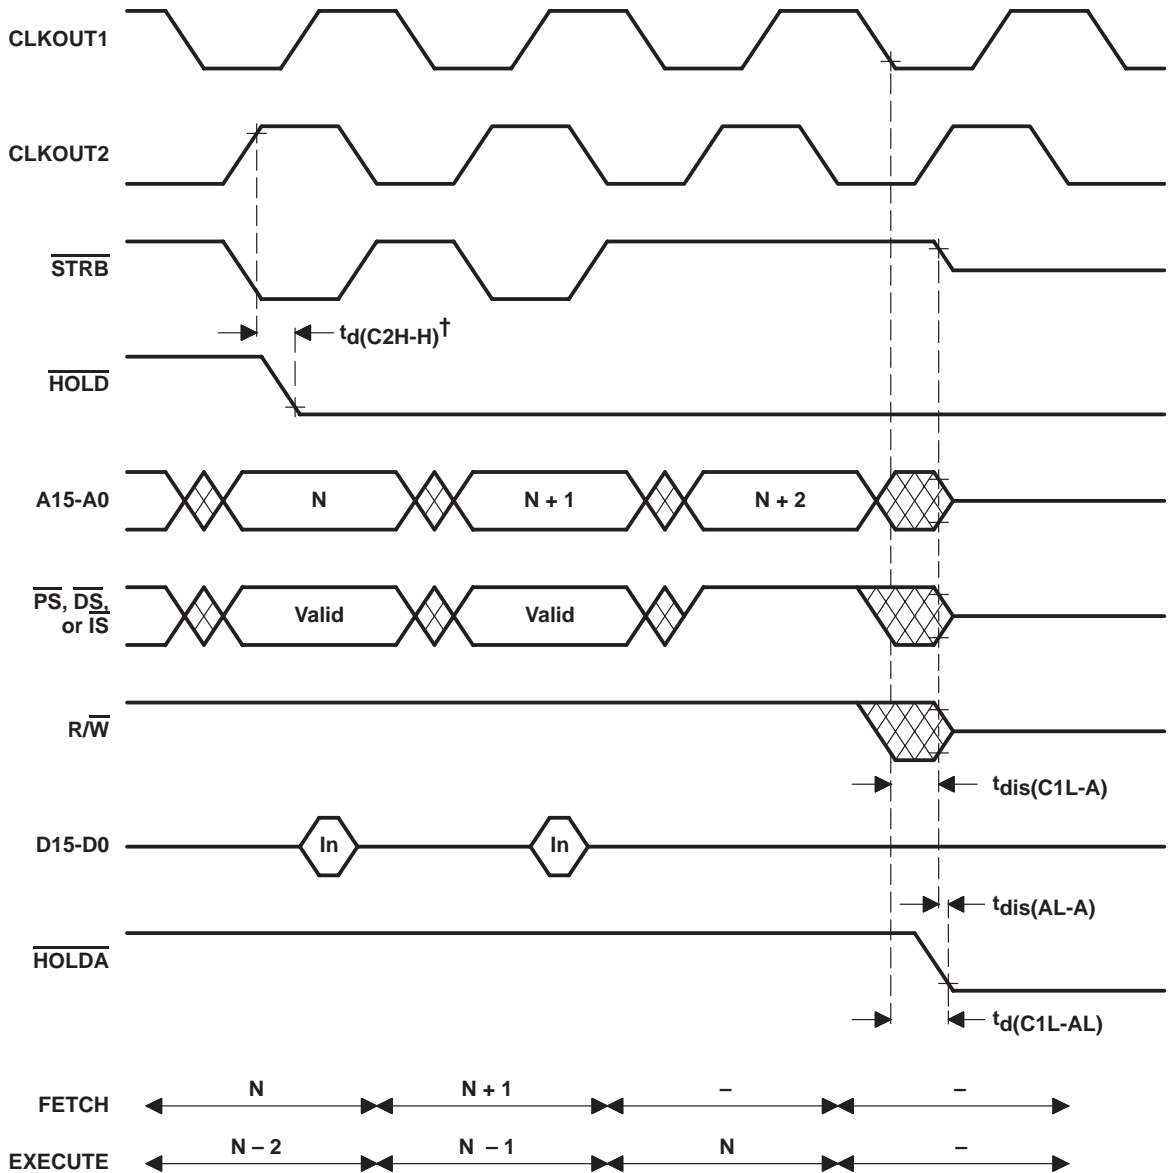 CLKOUT1
CLKOUT2
STRB
td(C2H-H)†
HOLD
A15-A0
N
N + 1
N + 2
PS, DS,
or IS
Valid
Valid
R/W
tdis(C1L-A)
D15-D0
In
In
tdis(AL-A)
HOLDA
td(C1L-AL)
FETCH
N
N + 1
–
–
EXECUTE
N – 2
N – 1
N
–